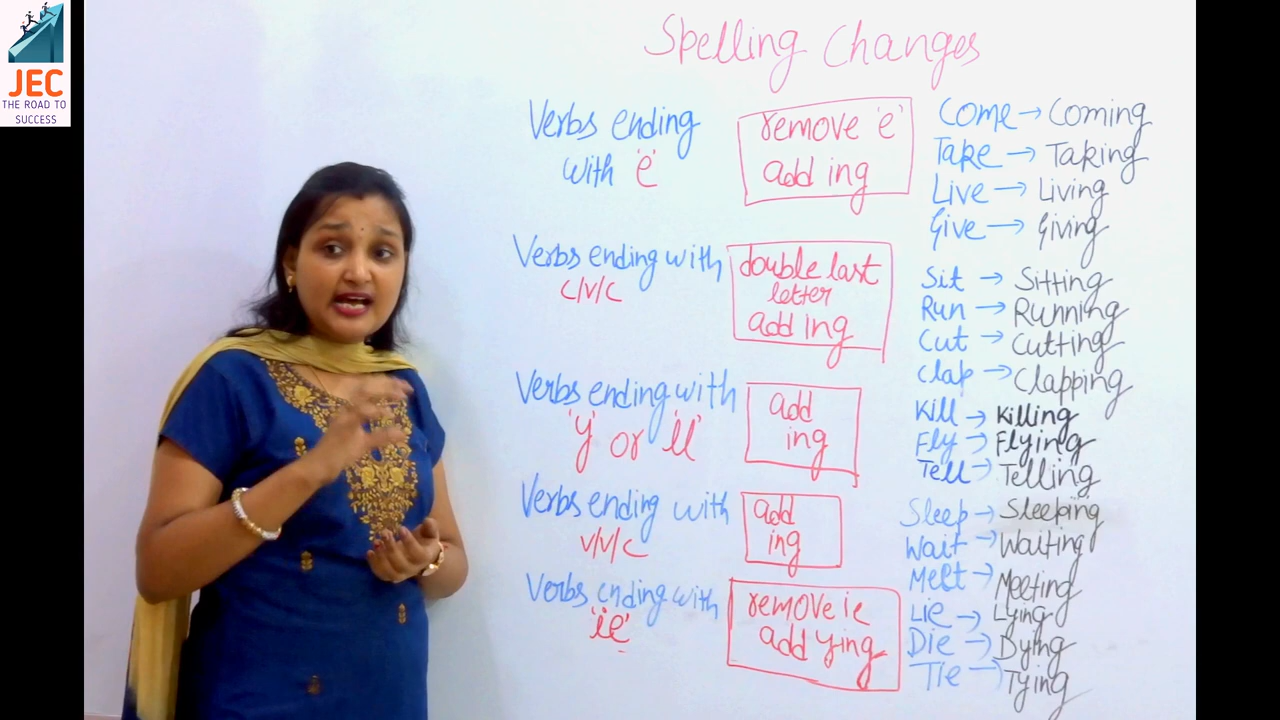 JEC
THE ROAD TO
SUCCESS
Spelling Changes
Verbs ending
with 'e'
remove 'e'
add ing
Come → Coming
Take → Taking
Live → Living
Give → Giving
Verbs ending with
c/v/c
double last
letter
add ing
Sit → Sitting
Run → Running
Cut → Cutting
Clap → Clapping
Verbs ending with
'y' or 'll'
add
ing
Kill → Killing
Fly → Flying
Tell → Telling
Verbs ending with
v/v/c
add
ing
Sleep → Sleeping
Wait → Waiting
Melt → Melting
Verbs ending with
'ie'
remove ie
add ying
Lie → Lying
Die → Dying
Tie → Tying